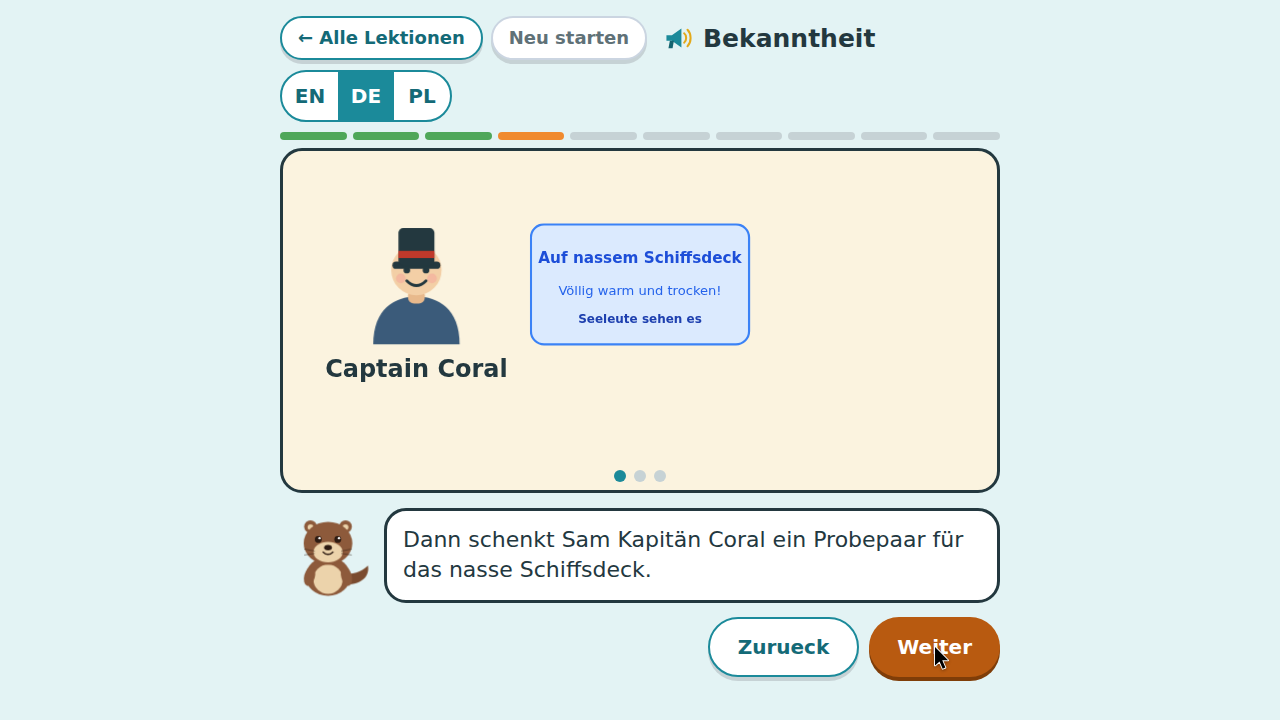 ← Alle Lektionen
Neu starten
Bekanntheit
EN DE PL
Auf nassem Schiffsdeck
Völlig warm und trocken!
Seeleute sehen es
Captain Coral
Dann schenkt Sam Kapitän Coral ein Probepaar für
das nasse Schiffsdeck.
Zurueck
Weiter